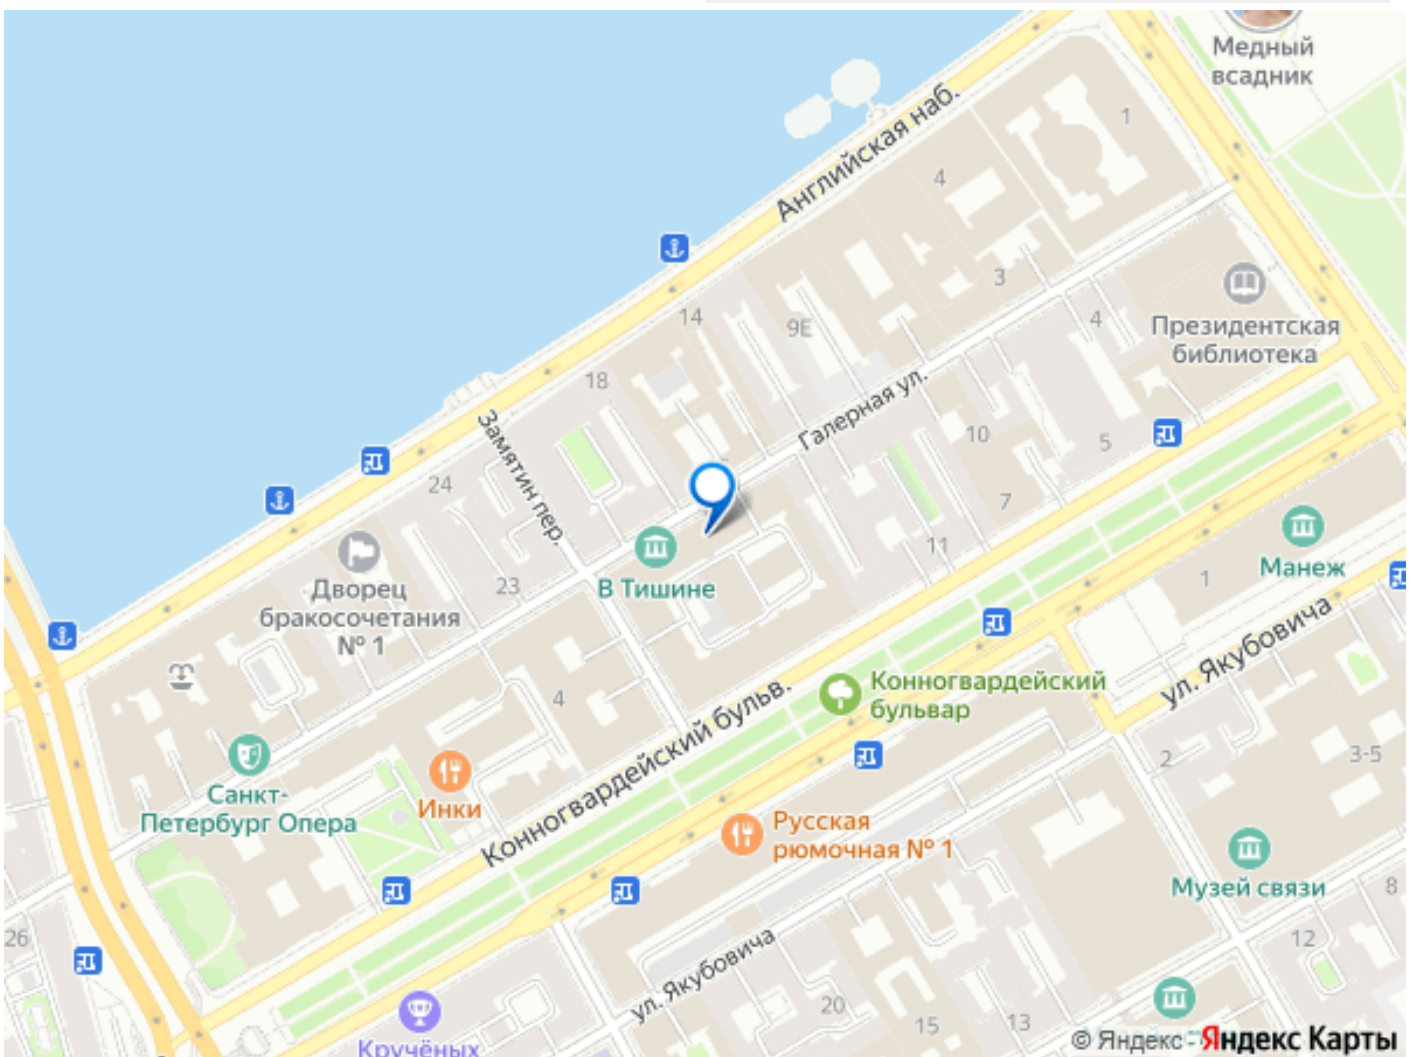 Медный
всадник
1
Английская наб.
4
3
Президентская
библиотека
4
14
9Е
18
Галерная ул.
10
5
7
11
Замятин пер.
24
Дворец
бракосочетания
№ 1
23
В Тишине
Манеж
1
ул. Якубовича
Конногвардейский
бульвар
Конногвардейский бульв.
4
2
3-5
Санкт-
Петербург Опера
Инки
Русская
рюмочная № 1
Музей связи
8
12
26
ул. Якубовича
20
15
13
Кручёных
© Яндекс
Яндекс Карты